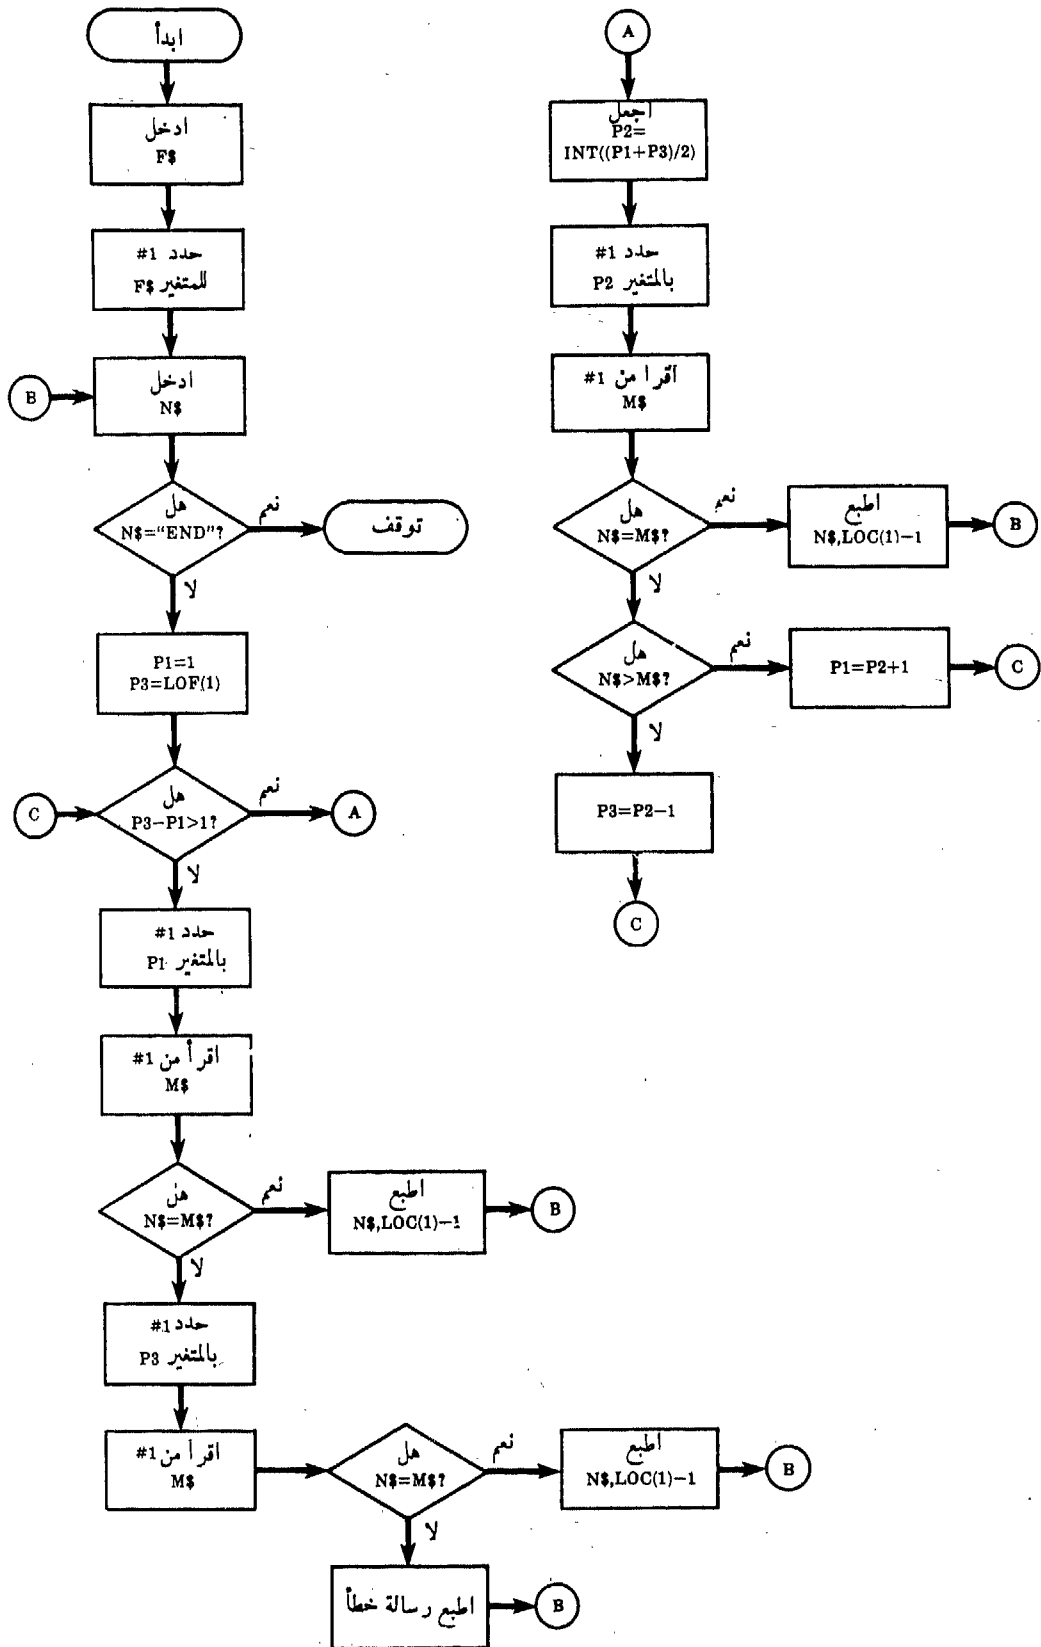 ابدأ
ادخل
F$
حدد 1#
للمتغير F$
B
ادخل
N$
هل
N$="END"?
نعم
توقف
لا
P1=1
P3=LOF(1)
C
هل
P3-P1>1?
نعم
A
لا
حدد 1#
بالمتغير P1
اقرأ من 1#
M$
هل
N$=M$?
نعم
اطبع
N$,LOC(1)-1
B
لا
حدد 1#
بالمتغير P3
اقرأ من 1#
M$
هل
N$=M$?
نعم
اطبع
N$,LOC(1)-1
B
لا
اطبع رسالة خطأ
B
A
اجعل
P2=
INT((P1+P3)/2)
حدد 1#
بالمتغير P2
اقرأ من 1#
M$
هل
N$=M$?
نعم
اطبع
N$,LOC(1)-1
B
لا
هل
N$>M$?
نعم
P1=P2+1
C
لا
P3=P2-1
C